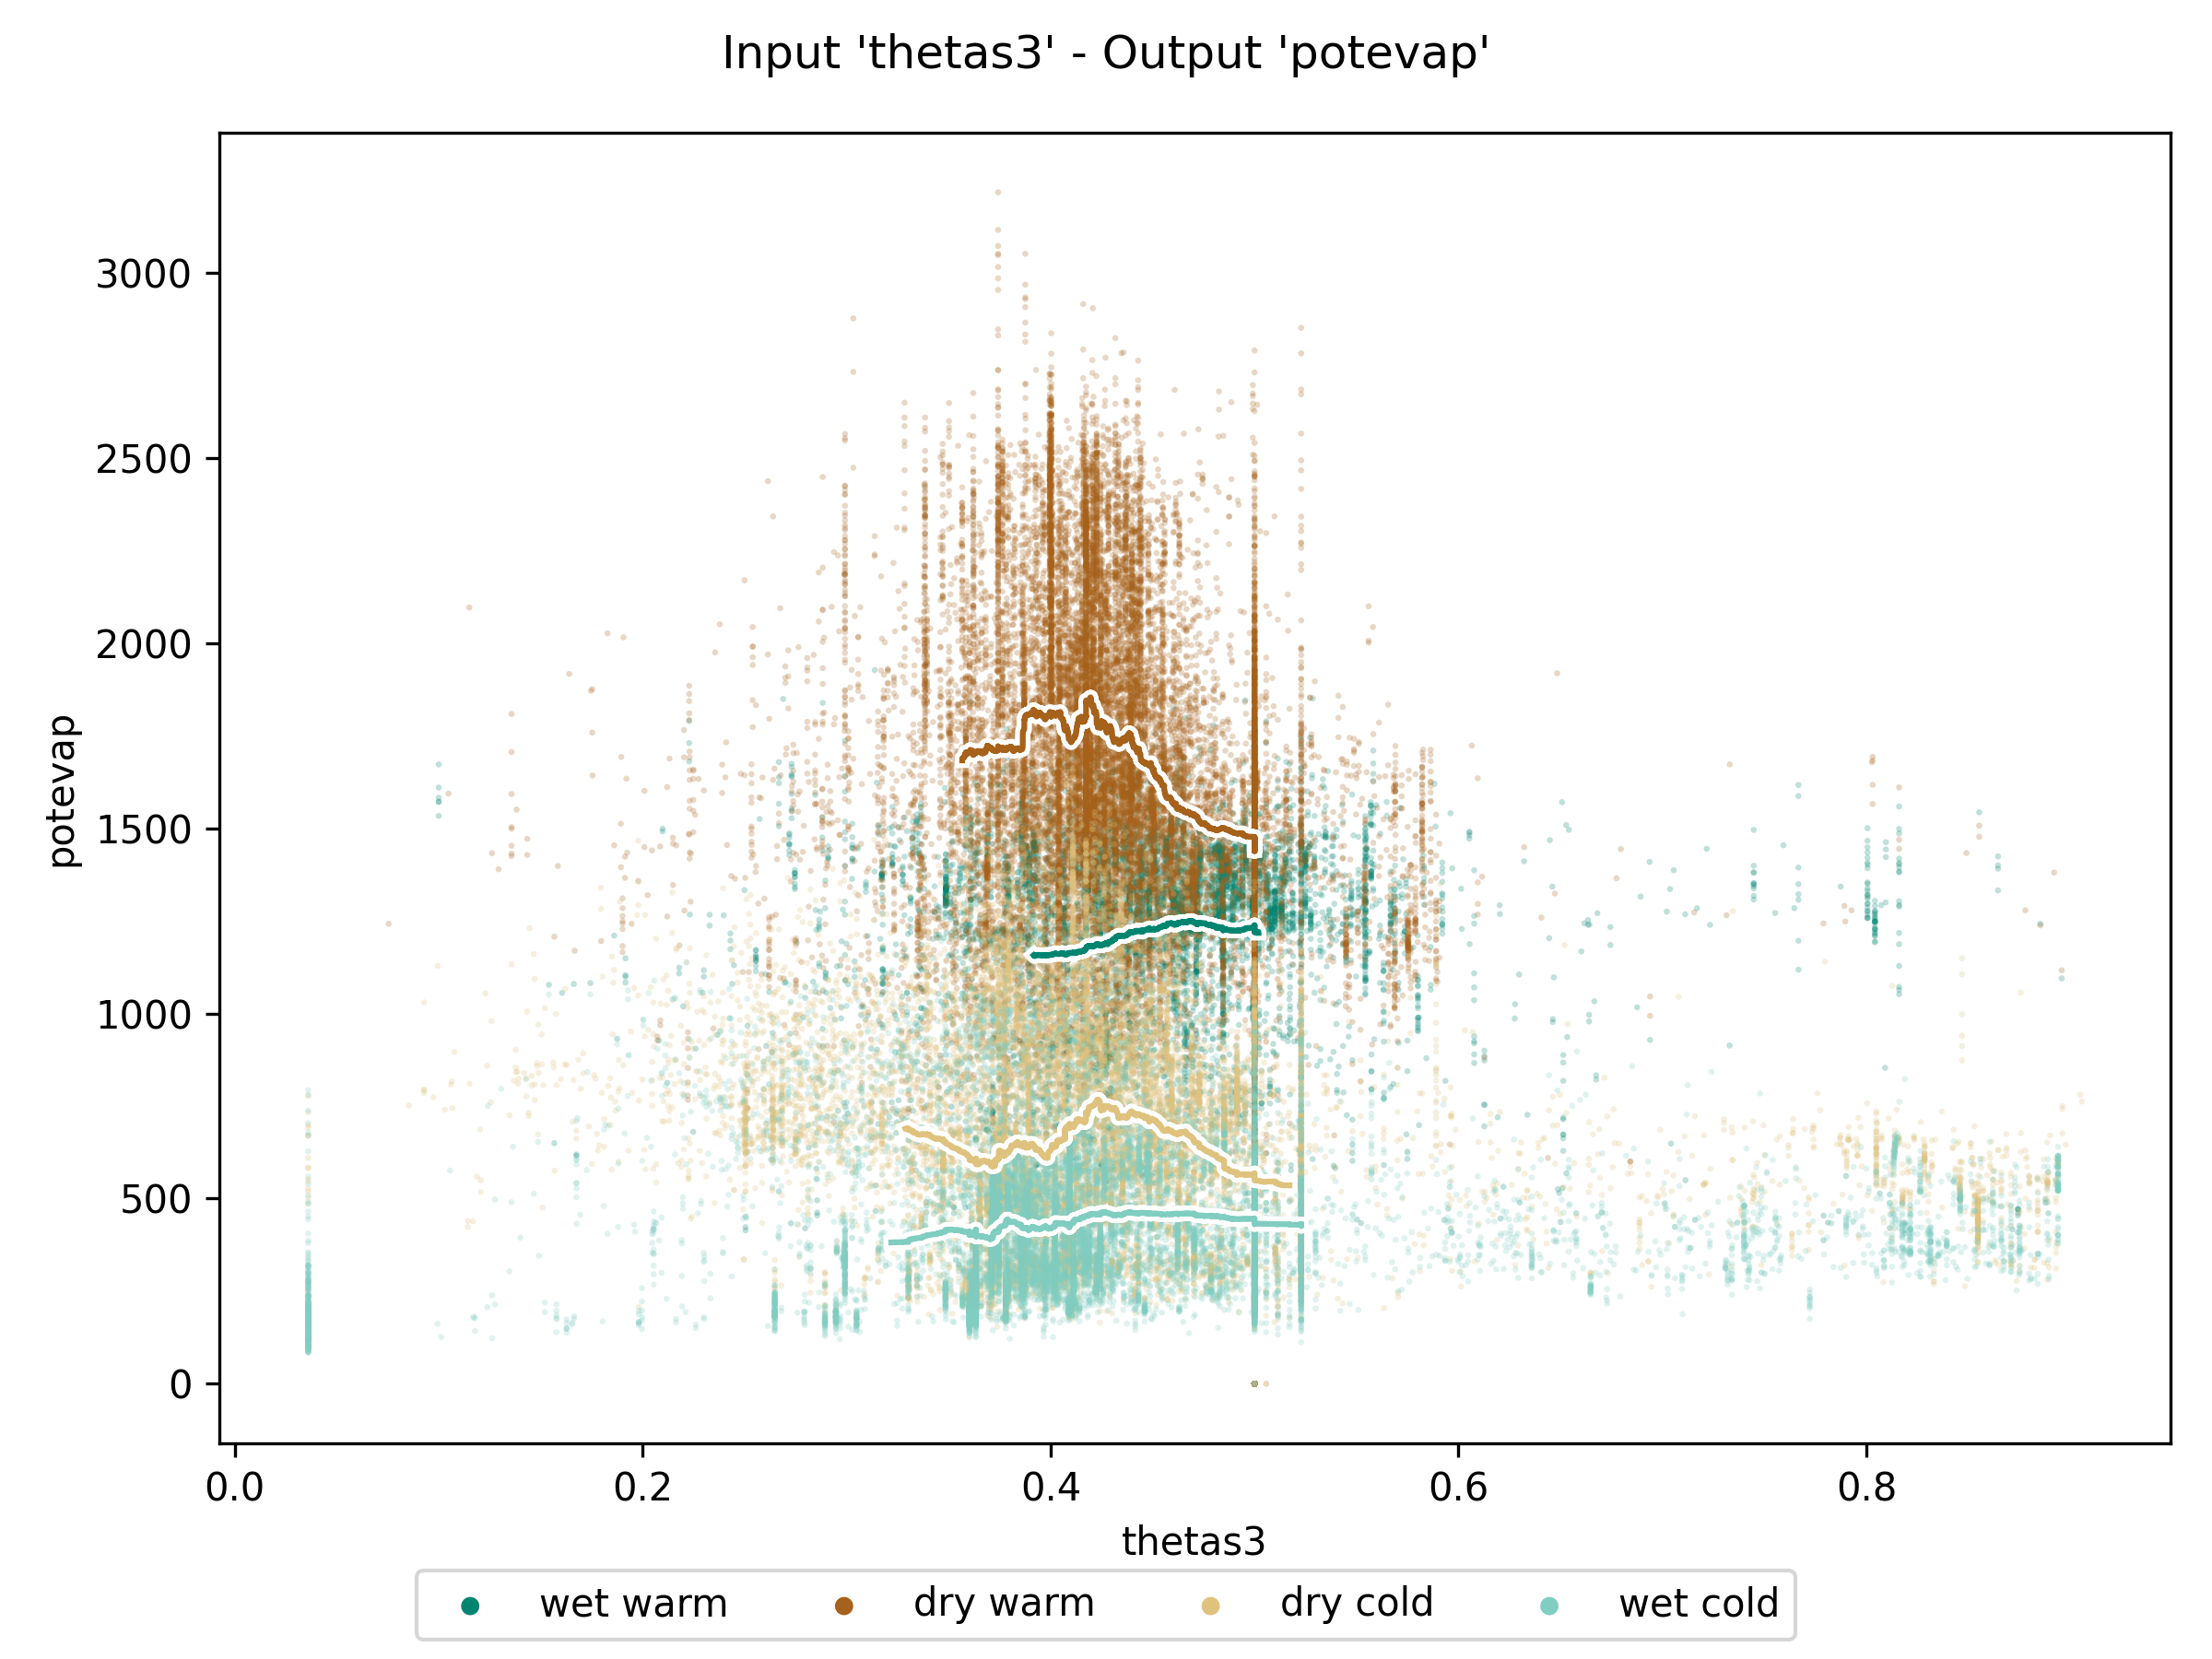 Input 'thetas3' - Output 'potevap'
potevap
3000
2500
2000
1500
1000
500
0
0.0 0.2 0.4 0.6 0.8
thetas3
wet warm dry warm dry cold wet cold